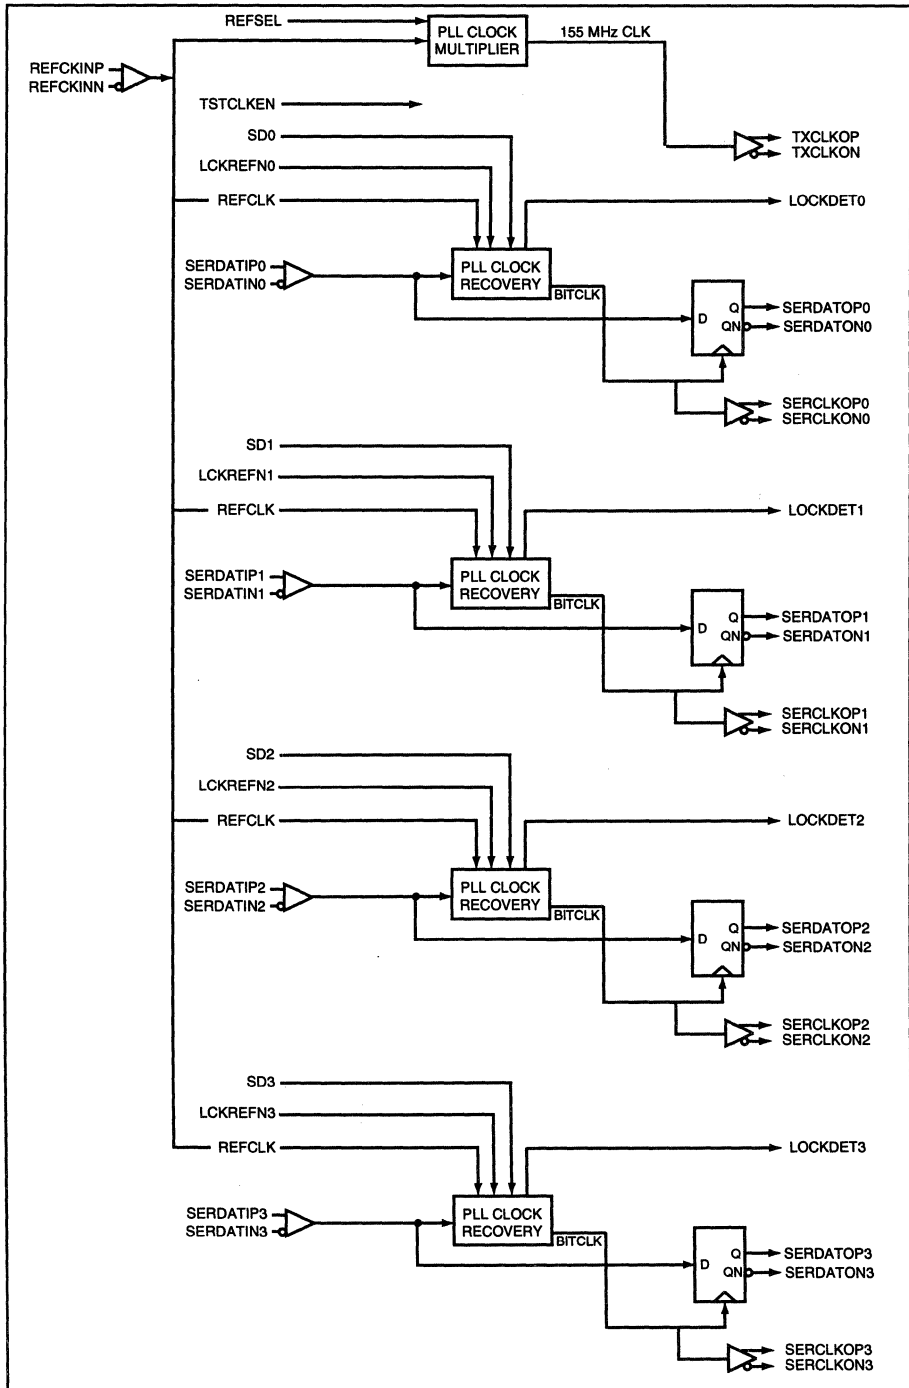 REFSEL
PLL CLOCK
MULTIPLIER
155 MHz CLK
REFCKINP
REFCKINN
TSTCLKEN
SD0
TXCLKOP
TXCLKON
LCKREFN0
REFCLK
LOCKDET0
SERDATIP0
SERDATIN0
PLL CLOCK
RECOVERY
BITCLK
D
Q
QN
SERDATOP0
SERDATON0
SERCLKOP0
SERCLKON0
SD1
LCKREFN1
REFCLK
LOCKDET1
SERDATIP1
SERDATIN1
PLL CLOCK
RECOVERY
BITCLK
D
Q
QN
SERDATOP1
SERDATON1
SERCLKOP1
SERCLKON1
SD2
LCKREFN2
REFCLK
LOCKDET2
SERDATIP2
SERDATIN2
PLL CLOCK
RECOVERY
BITCLK
D
Q
QN
SERDATOP2
SERDATON2
SERCLKOP2
SERCLKON2
SD3
LCKREFN3
REFCLK
LOCKDET3
SERDATIP3
SERDATIN3
PLL CLOCK
RECOVERY
BITCLK
D
Q
QN
SERDATOP3
SERDATON3
SERCLKOP3
SERCLKON3